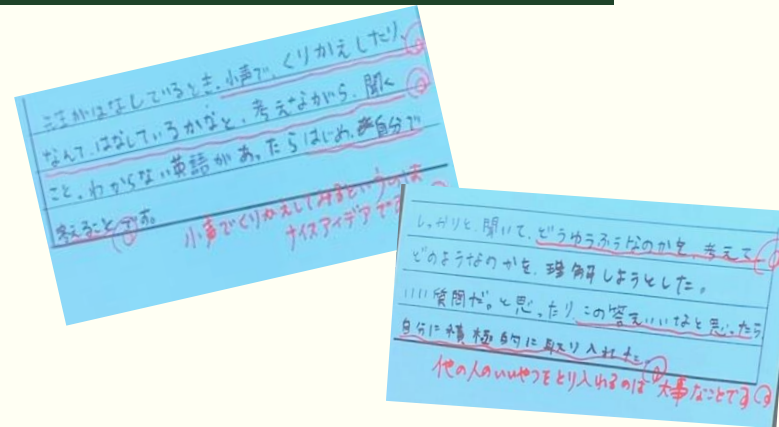 先生がはなしているとき、小声で、くりかえしたり、
なんて、はなしているかなと、考えながら、聞く
こと。わからない英語があったらはじめ、自分で
考えることです。
小声でくりかえしてみるというのは
ナイスアイデアです
しっかりと、聞いて、どうゆうふうなのかを、考えて
どのようなのかを、理解しようとした。
いい質問だ。と思ったり、この答えいいなと思ったら
自分に積極的に取り入れた。
他の人のいいやつをとり入れるのは大事なことです